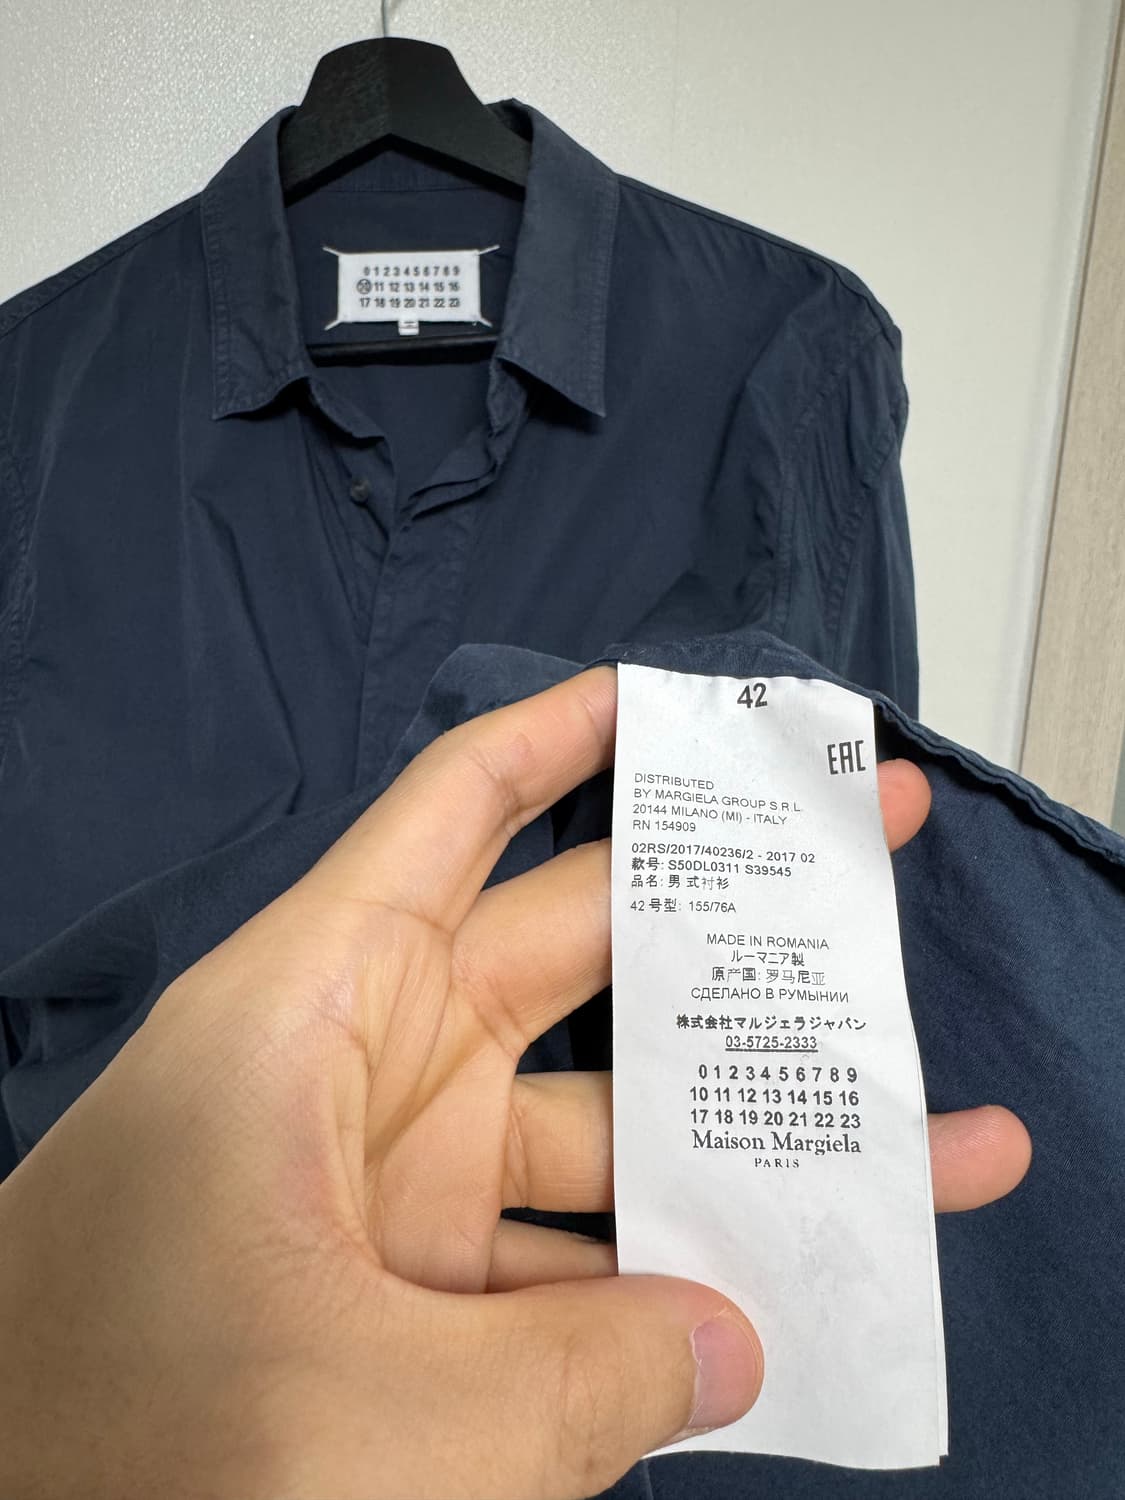 0 1 2 3 4 5 6 7 8 9
10 11 12 13 14 15 16
17 18 19 20 21 22 23
42
EAC
DISTRIBUTED
BY MARGIELA GROUP S.R.L.
20144 MILANO (MI) - ITALY
RN 154909
02RS/2017/40236/2 - 2017 02
款号: S50DL0311 S39545
品名: 男式衬衫
42 号型: 155/76A
MADE IN ROMANIA
ルーマニア製
原产国: 罗马尼亚
СДЕЛАНО В РУМЫНИИ
株式会社マルジェラジャパン
03-5725-2333
0 1 2 3 4 5 6 7 8 9
10 11 12 13 14 15 16
17 18 19 20 21 22 23
Maison Margiela
PARIS